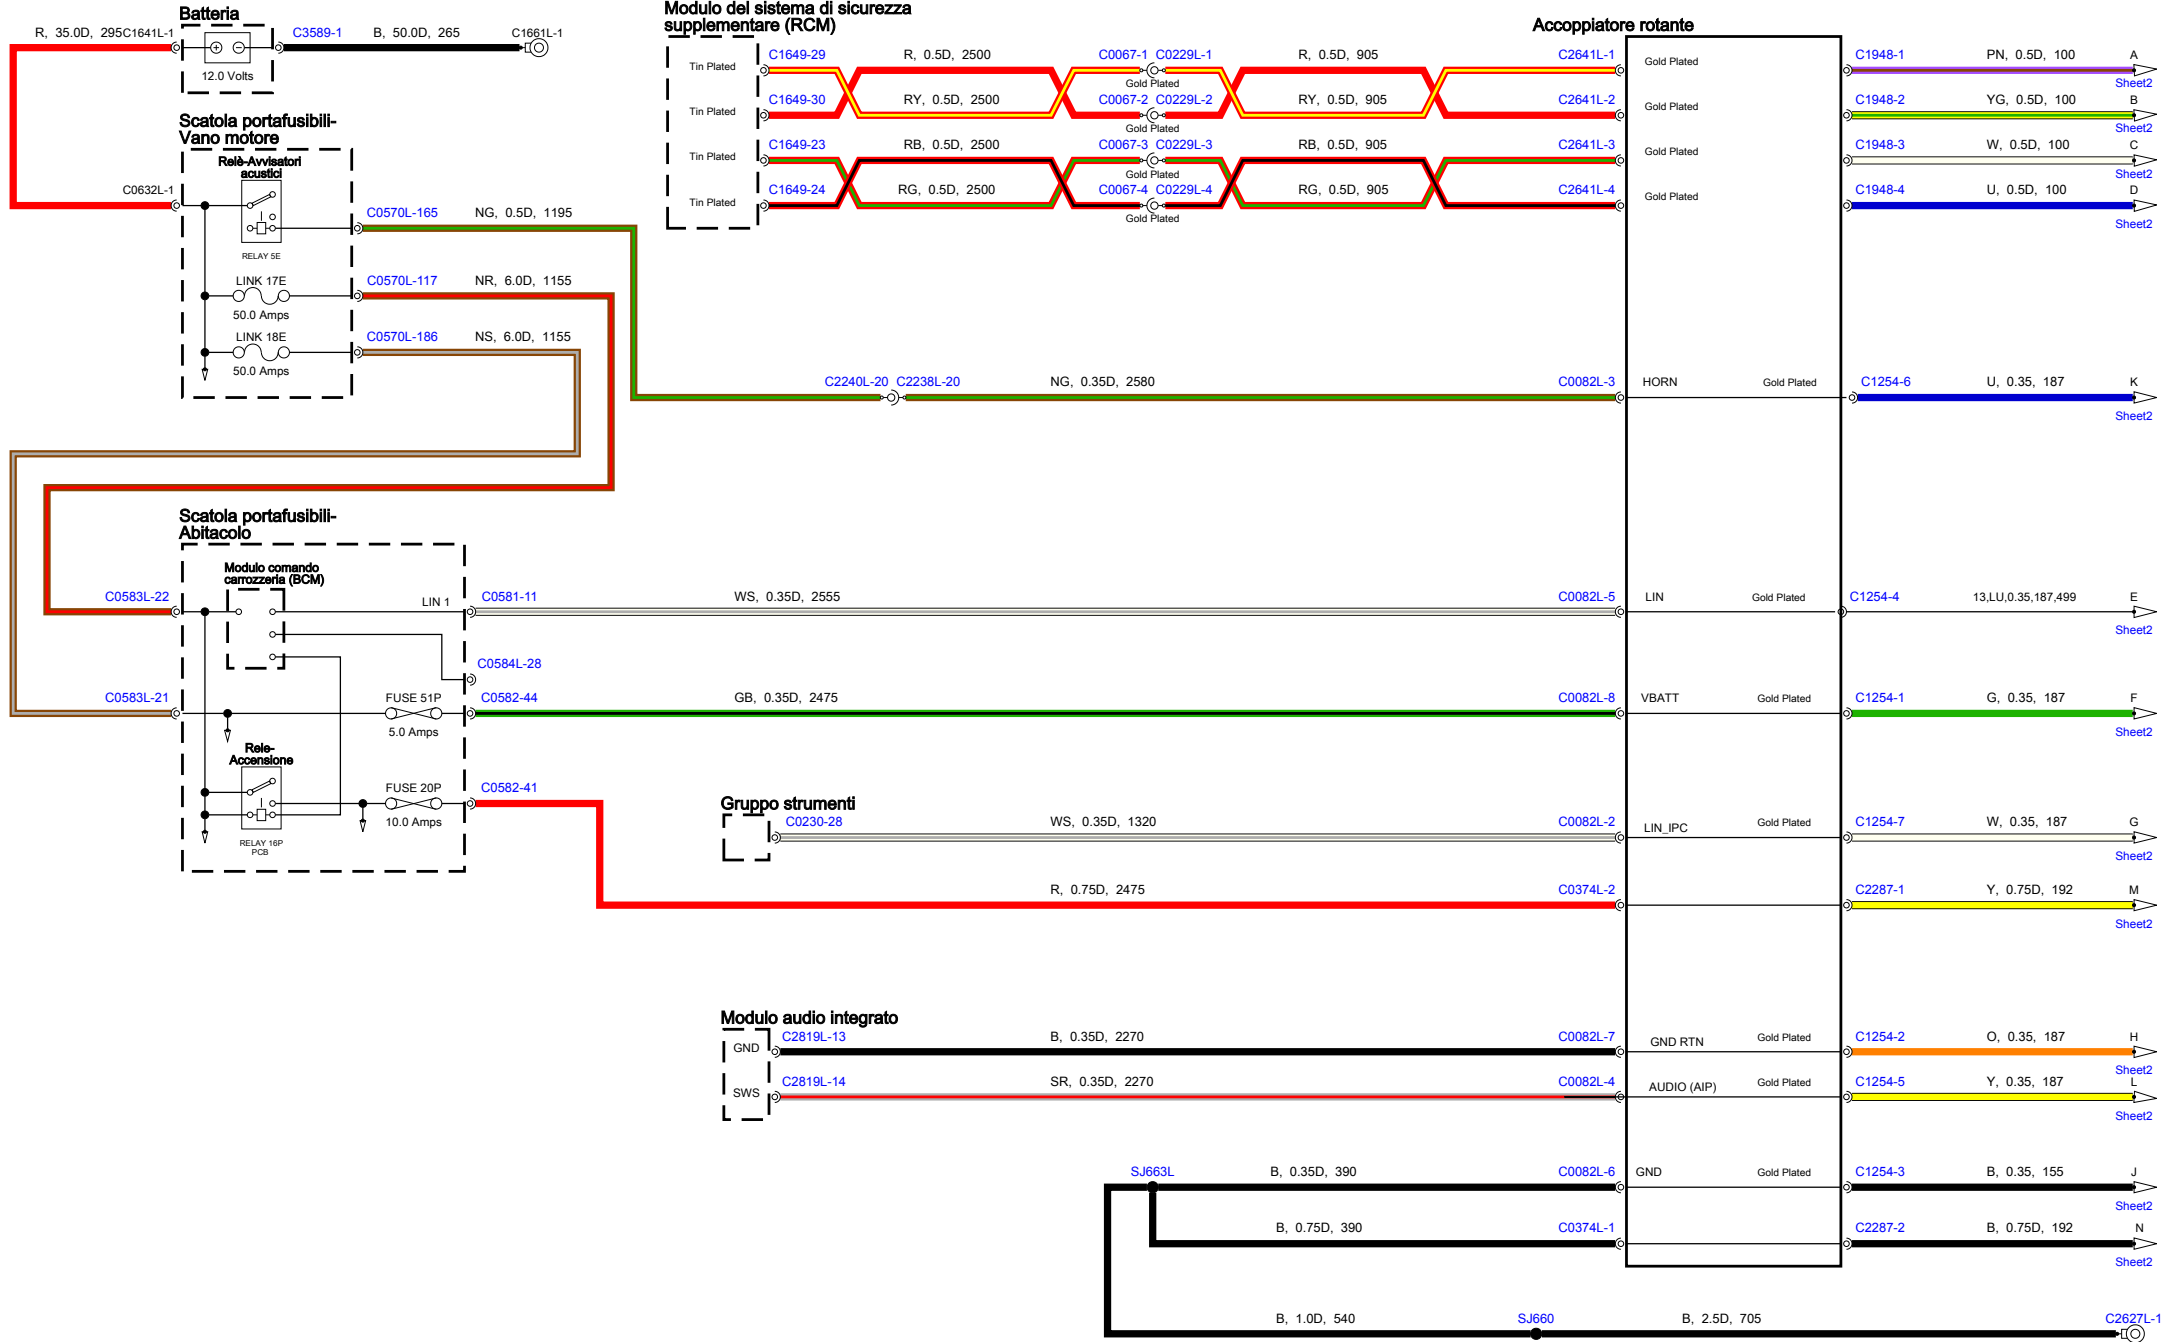 Batteria
R, 35.0D, 295
C1641L-1
C3589-1
B, 50.0D, 265
C1661L-1
12.0 Volts
Scatola portafusibili-
Vano motore
Relè-Avvisatori
acustici
C0632L-1
RELAY 5E
C0570L-165
NG, 0.5D, 1195
LINK 17E
50.0 Amps
C0570L-117
NR, 6.0D, 1155
LINK 18E
50.0 Amps
C0570L-186
NS, 6.0D, 1155
Modulo del sistema di sicurezza
supplementare (RCM)
Tin Plated
C1649-29
R, 0.5D, 2500
C0067-1
C0229L-1
Gold Plated
R, 0.5D, 905
C2641L-1
Tin Plated
C1649-30
RY, 0.5D, 2500
C0067-2
C0229L-2
Gold Plated
RY, 0.5D, 905
C2641L-2
Tin Plated
C1649-23
RB, 0.5D, 2500
C0067-3
C0229L-3
Gold Plated
RB, 0.5D, 905
C2641L-3
Tin Plated
C1649-24
RG, 0.5D, 2500
C0067-4
C0229L-4
Gold Plated
RG, 0.5D, 905
C2641L-4
Accoppiatore rotante
Gold Plated
C1948-1
PN, 0.5D, 100
A
Sheet2
Gold Plated
C1948-2
YG, 0.5D, 100
B
Sheet2
Gold Plated
C1948-3
W, 0.5D, 100
C
Sheet2
Gold Plated
C1948-4
U, 0.5D, 100
D
Sheet2
C2240L-20
C2238L-20
NG, 0.35D, 2580
C0082L-3
HORN
Gold Plated
C1254-6
U, 0.35, 187
K
Sheet2
Scatola portafusibili-
Abitacolo
Modulo comando
carrozzeria (BCM)
C0583L-22
LIN 1
C0581-11
WS, 0.35D, 2555
C0082L-5
LIN
Gold Plated
C1254-4
13,LU,0.35,187,499
E
Sheet2
C0584L-28
C0583L-21
FUSE 51P
5.0 Amps
C0582-44
GB, 0.35D, 2475
C0082L-8
VBATT
Gold Plated
C1254-1
G, 0.35, 187
F
Sheet2
Rele-
Accensione
RELAY 16P
PCB
FUSE 20P
10.0 Amps
C0582-41
Gruppo strumenti
C0230-28
WS, 0.35D, 1320
C0082L-2
LIN_IPC
Gold Plated
C1254-7
W, 0.35, 187
G
Sheet2
R, 0.75D, 2475
C0374L-2
C2287-1
Y, 0.75D, 192
M
Sheet2
Modulo audio integrato
GND
C2819L-13
B, 0.35D, 2270
C0082L-7
GND RTN
Gold Plated
C1254-2
O, 0.35, 187
H
Sheet2
SWS
C2819L-14
SR, 0.35D, 2270
C0082L-4
AUDIO (AIP)
Gold Plated
C1254-5
Y, 0.35, 187
L
Sheet2
SJ663L
B, 0.35D, 390
C0082L-6
GND
Gold Plated
C1254-3
B, 0.35, 155
J
Sheet2
B, 0.75D, 390
C0374L-1
C2287-2
B, 0.75D, 192
N
Sheet2
B, 1.0D, 540
SJ660
B, 2.5D, 705
C2627L-1